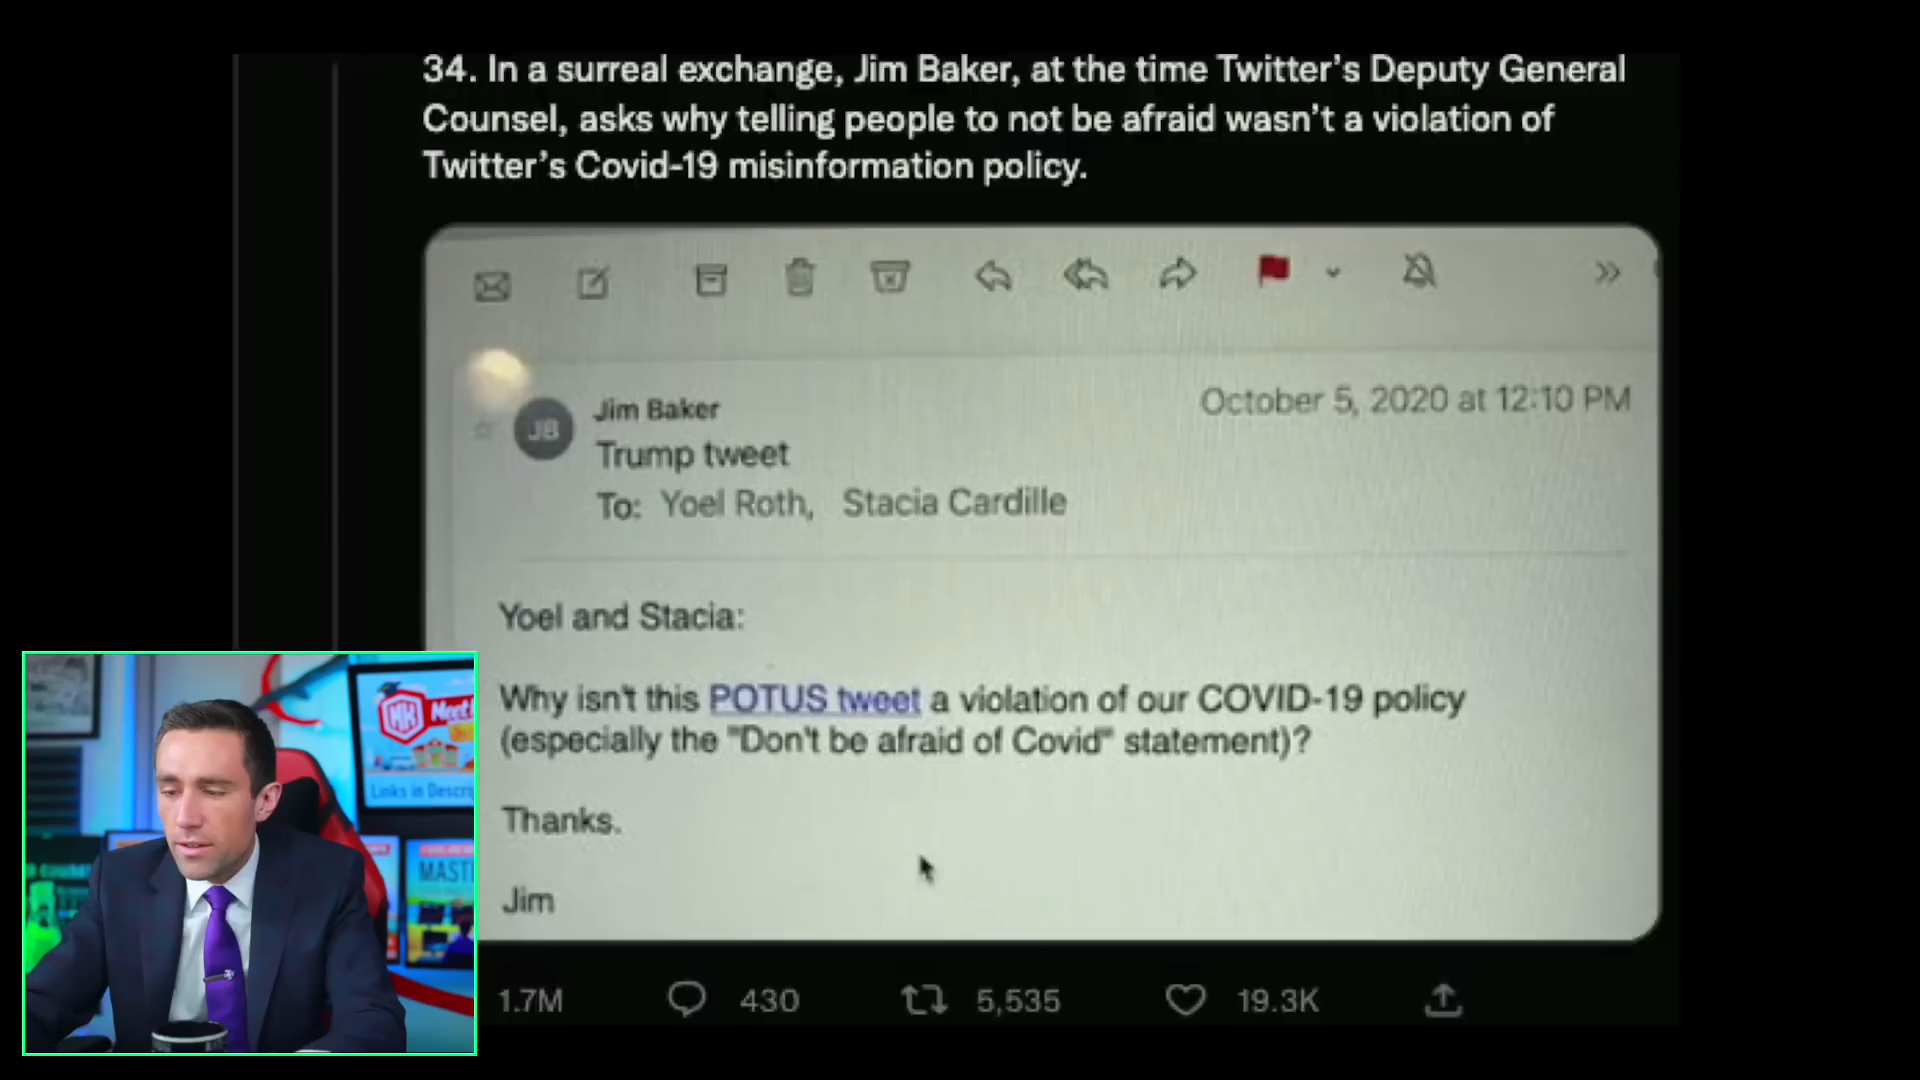 34. In a surreal exchange, Jim Baker, at the time Twitter’s Deputy General
Counsel, asks why telling people to not be afraid wasn’t a violation of
Twitter’s Covid-19 misinformation policy.
Jim Baker
October 5, 2020 at 12:10 PM
JB
Trump tweet
To: Yoel Roth, Stacia Cardille
Yoel and Stacia:
Why isn't this POTUS tweet a violation of our COVID-19 policy
(especially the "Don't be afraid of Covid" statement)?
Thanks.
Jim
1.7M 430 5,535 19.3K
MK
Links in